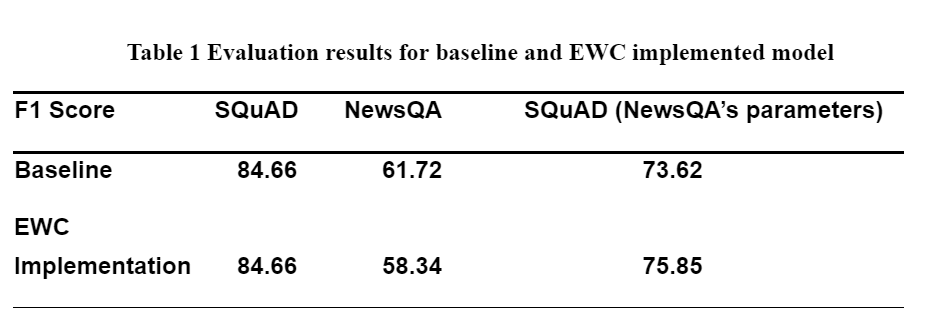 Table 1 Evaluation results for baseline and EWC implemented model
F1 Score SQuAD NewsQA SQuAD (NewsQA’s parameters)
Baseline 84.66 61.72 73.62
EWC
Implementation 84.66 58.34 75.85